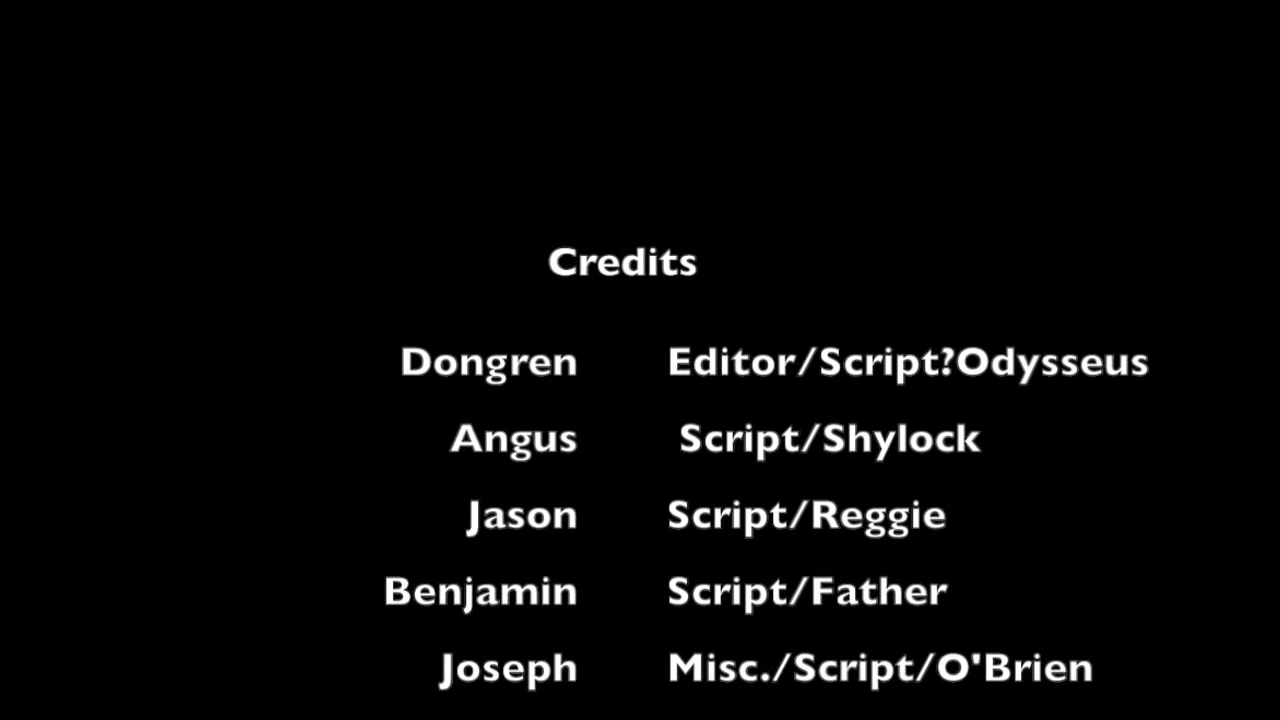 Credits
Dongren Editor/Script?Odysseus
Angus Script/Shylock
Jason Script/Reggie
Benjamin Script/Father
Joseph Misc./Script/O'Brien